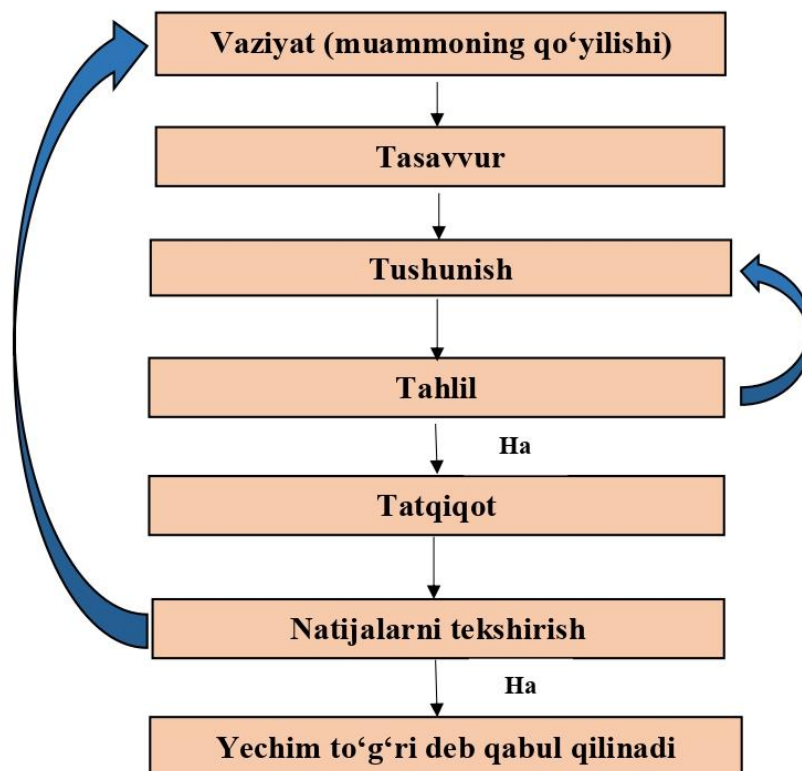 Vaziyat (muammoning qo‘yilishi)
Tasavvur
Tushunish
Tahlil
Ha
Tatqiqot
Natijalarni tekshirish
Ha
Yechim to‘g‘ri deb qabul qilinadi